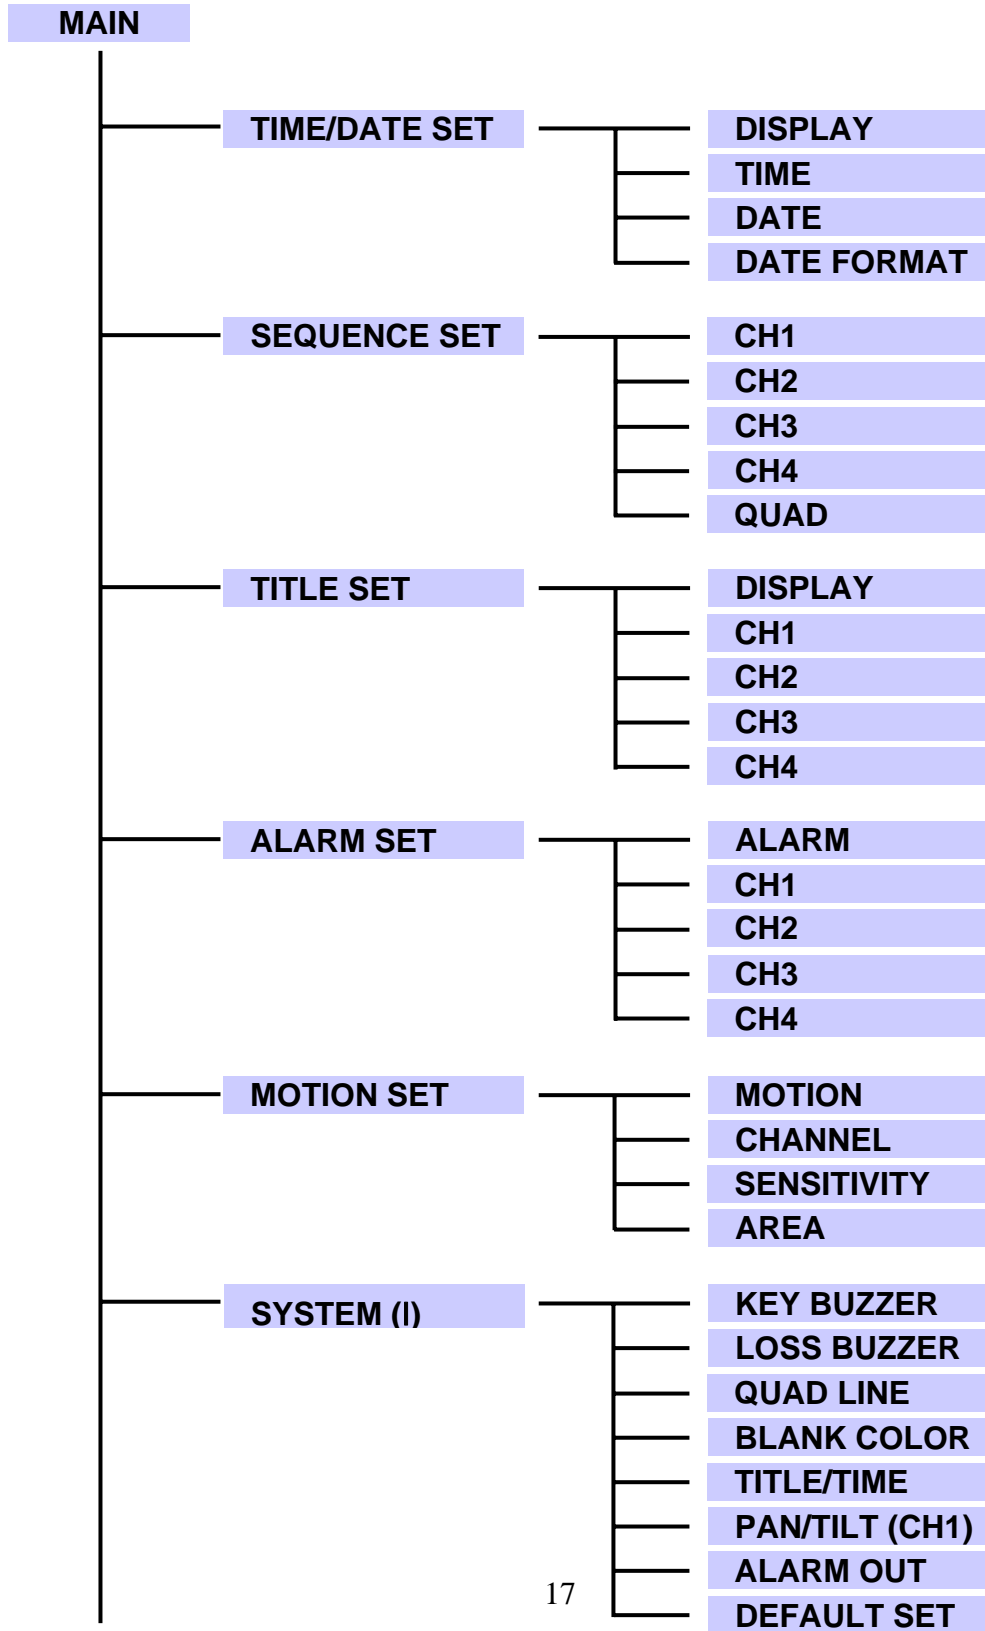 MAIN
TIME/DATE SET
DISPLAY
TIME
DATE
DATE FORMAT
SEQUENCE SET
CH1
CH2
CH3
CH4
QUAD
TITLE SET
DISPLAY
CH1
CH2
CH3
CH4
ALARM SET
ALARM
CH1
CH2
CH3
CH4
MOTION SET
MOTION
CHANNEL
SENSITIVITY
AREA
SYSTEM (I)
KEY BUZZER
LOSS BUZZER
QUAD LINE
BLANK COLOR
TITLE/TIME
PAN/TILT (CH1)
ALARM OUT
DEFAULT SET
17